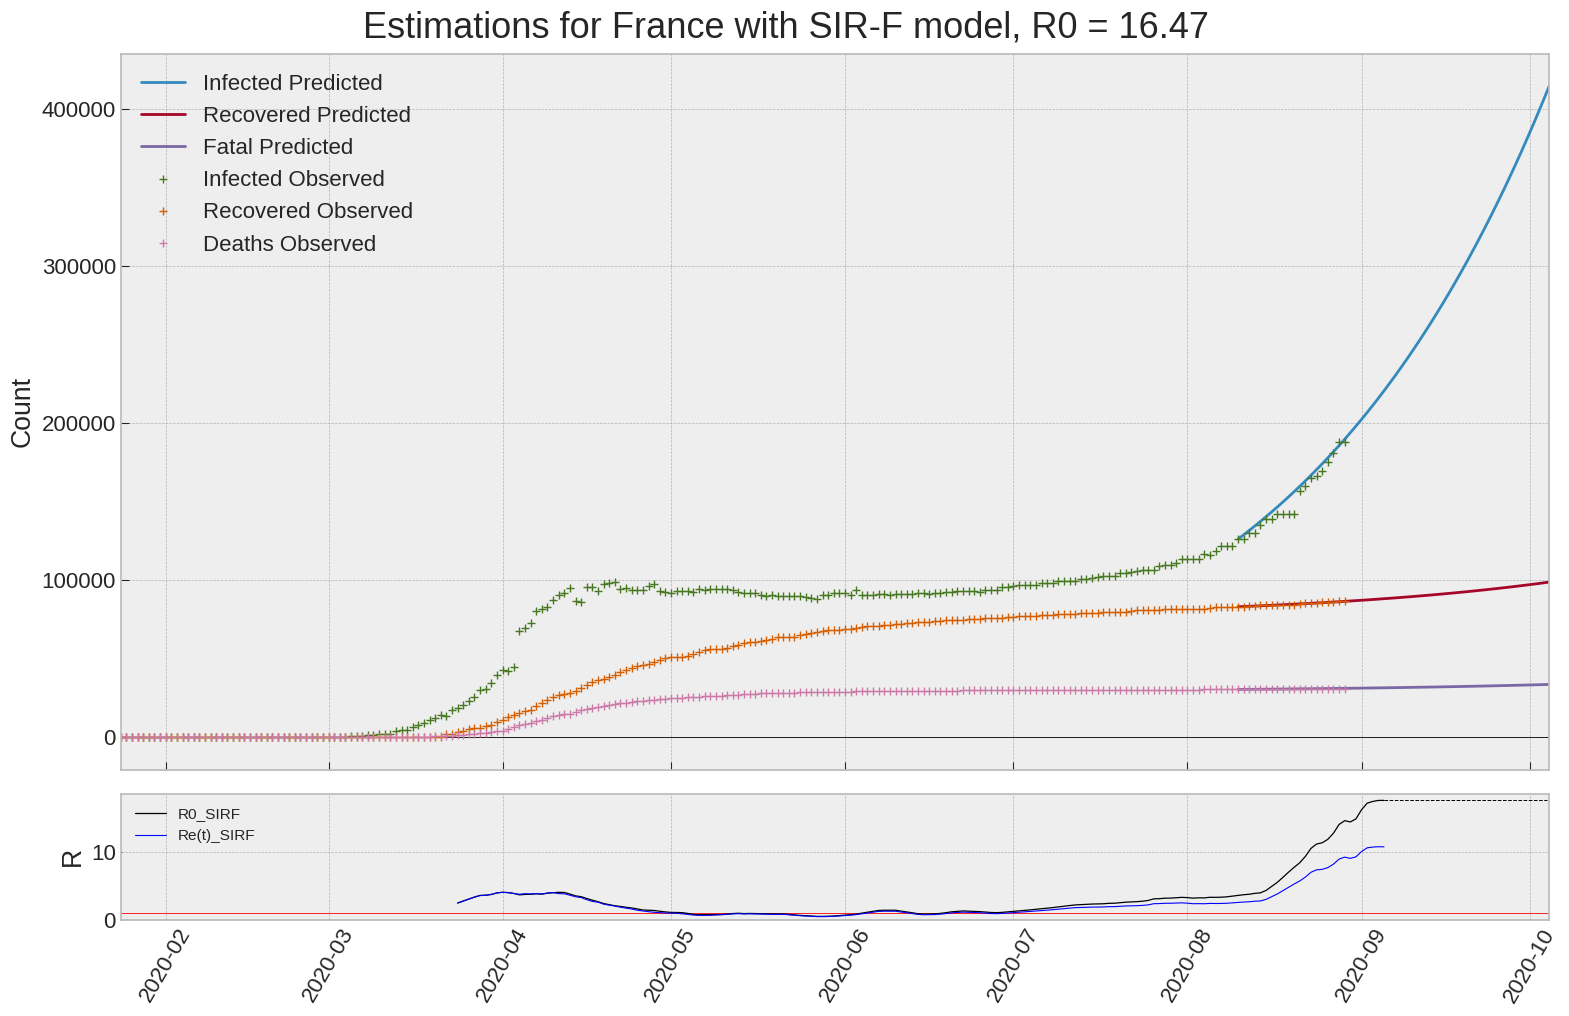 Estimations for France with SIR-F model, R0 = 16.47
Infected Predicted
Recovered Predicted
Fatal Predicted
Infected Observed
Recovered Observed
Deaths Observed
400000
300000
200000
100000
0
Count
R0_SIRF
Re(t)_SIRF
10
0
R
2020-02
2020-03
2020-04
2020-05
2020-06
2020-07
2020-08
2020-09
2020-10